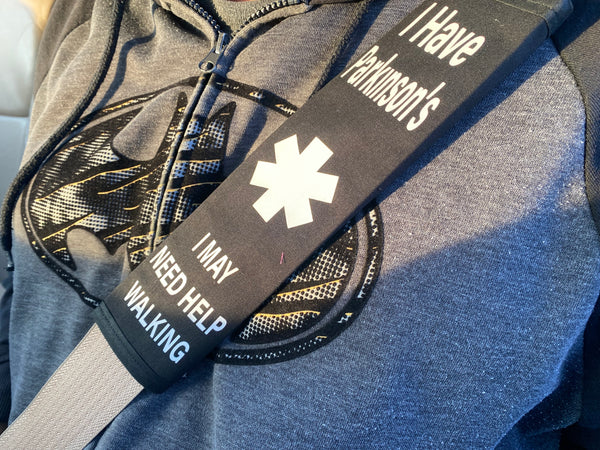 I Have
Parkinson's
I MAY
NEED HELP
WALKING